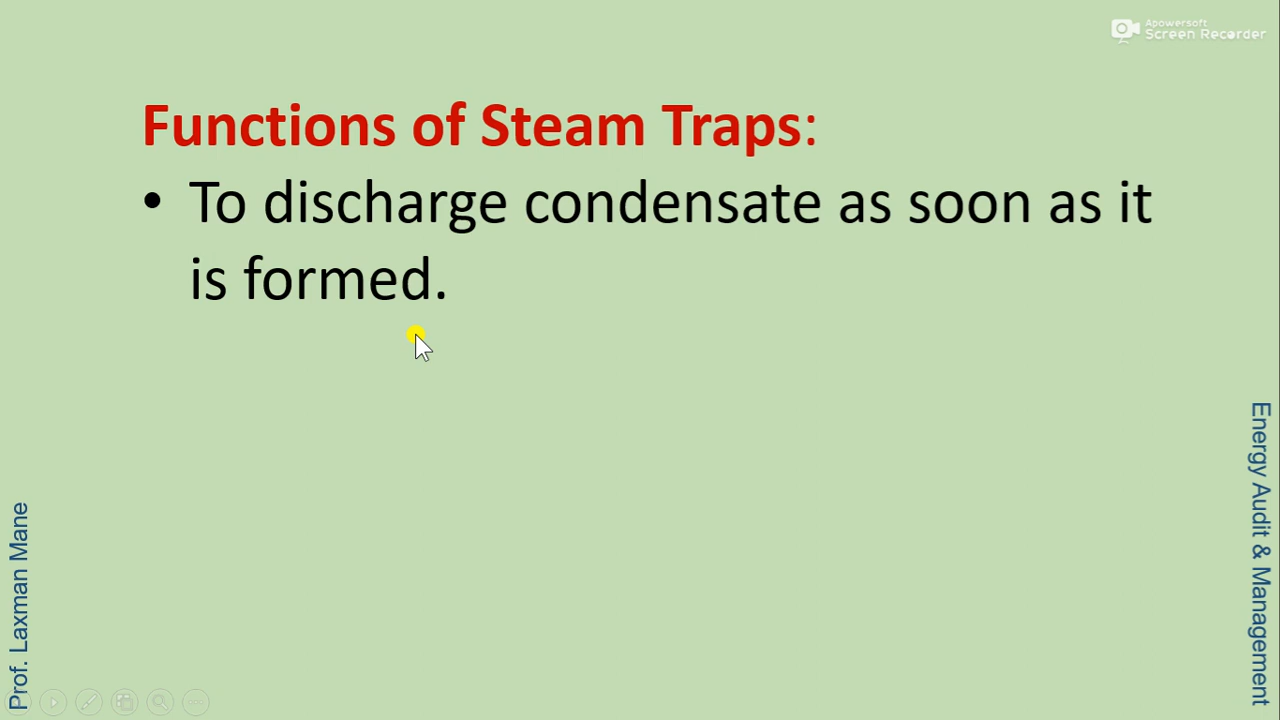 Apowersoft
Screen Recorder
Functions of Steam Traps:
• To discharge condensate as soon as it
is formed.
Energy Audit & Management
Prof. Laxman Mane